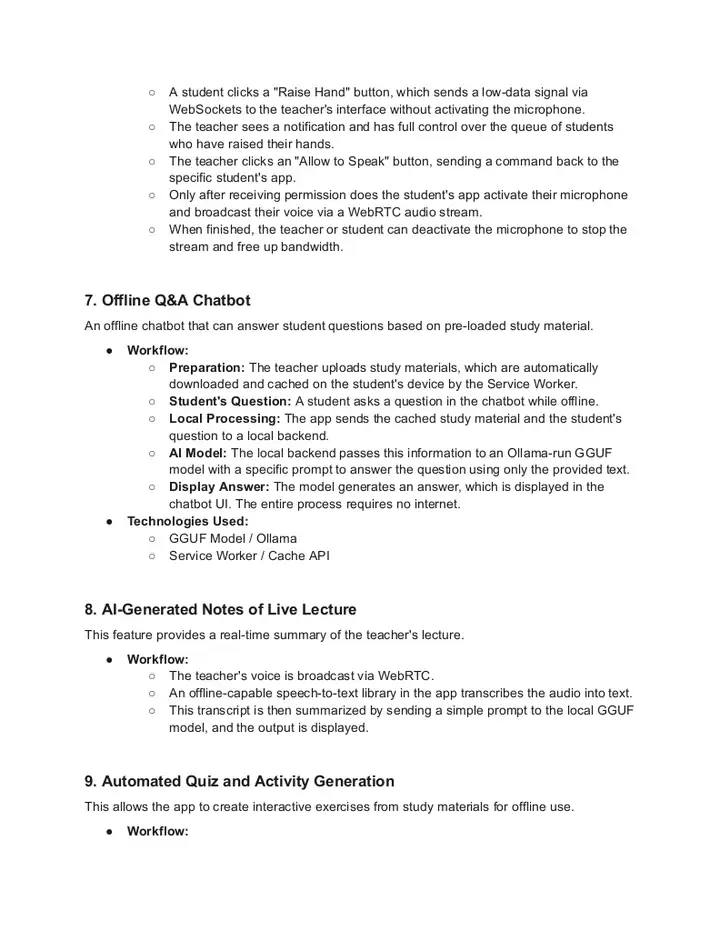 ○ A student clicks a "Raise Hand" button, which sends a low-data signal via
WebSockets to the teacher's interface without activating the microphone.
○ The teacher sees a notification and has full control over the queue of students
who have raised their hands.
○ The teacher clicks an "Allow to Speak" button, sending a command back to the
specific student's app.
○ Only after receiving permission does the student's app activate their microphone
and broadcast their voice via a WebRTC audio stream.
○ When finished, the teacher or student can deactivate the microphone to stop the
stream and free up bandwidth.
7. Offline Q&A Chatbot
An offline chatbot that can answer student questions based on pre-loaded study material.
● Workflow:
○ Preparation: The teacher uploads study materials, which are automatically
downloaded and cached on the student's device by the Service Worker.
○ Student's Question: A student asks a question in the chatbot while offline.
○ Local Processing: The app sends the cached study material and the student's
question to a local backend.
○ AI Model: The local backend passes this information to an Ollama-run GGUF
model with a specific prompt to answer the question using only the provided text.
○ Display Answer: The model generates an answer, which is displayed in the
chatbot UI. The entire process requires no internet.
● Technologies Used:
○ GGUF Model / Ollama
○ Service Worker / Cache API
8. AI-Generated Notes of Live Lecture
This feature provides a real-time summary of the teacher's lecture.
● Workflow:
○ The teacher's voice is broadcast via WebRTC.
○ An offline-capable speech-to-text library in the app transcribes the audio into text.
○ This transcript is then summarized by sending a simple prompt to the local GGUF
model, and the output is displayed.
9. Automated Quiz and Activity Generation
This allows the app to create interactive exercises from study materials for offline use.
● Workflow: